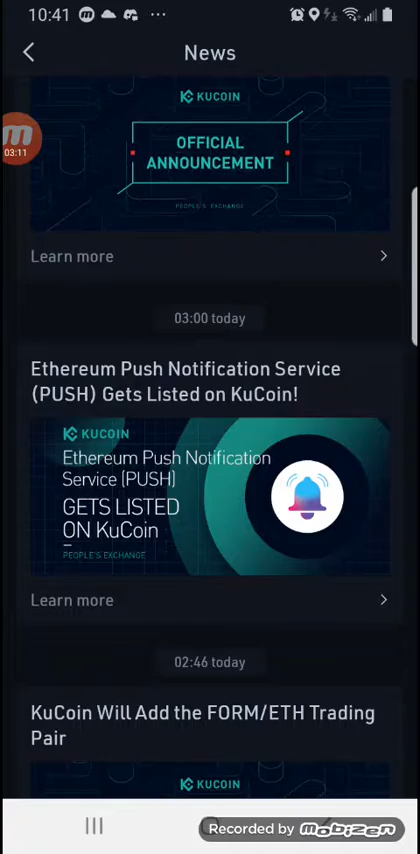 10:41
News
KUCOIN
OFFICIAL
ANNOUNCEMENT
PEOPLE'S EXCHANGE
03:11
Learn more
03:00 today
Ethereum Push Notification Service
(PUSH) Gets Listed on KuCoin!
KUCOIN
Ethereum Push Notification
Service (PUSH)
GETS LISTED
ON KuCoin
PEOPLE'S EXCHANGE
Learn more
02:46 today
KuCoin Will Add the FORM/ETH Trading
Pair
KUCOIN
Recorded by mobizen